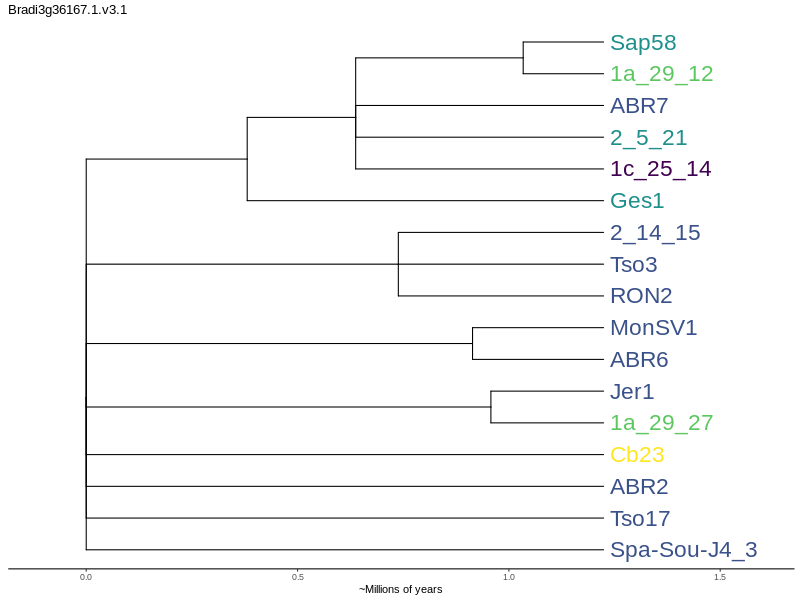 Bradi3g36167.1.v3.1
Sap58
1a_29_12
ABR7
2_5_21
1c_25_14
Ges1
2_14_15
Tso3
RON2
MonSV1
ABR6
Jer1
1a_29_27
Cb23
ABR2
Tso17
Spa-Sou-J4_3
0.0 0.5 1.0 1.5
~Millions of years